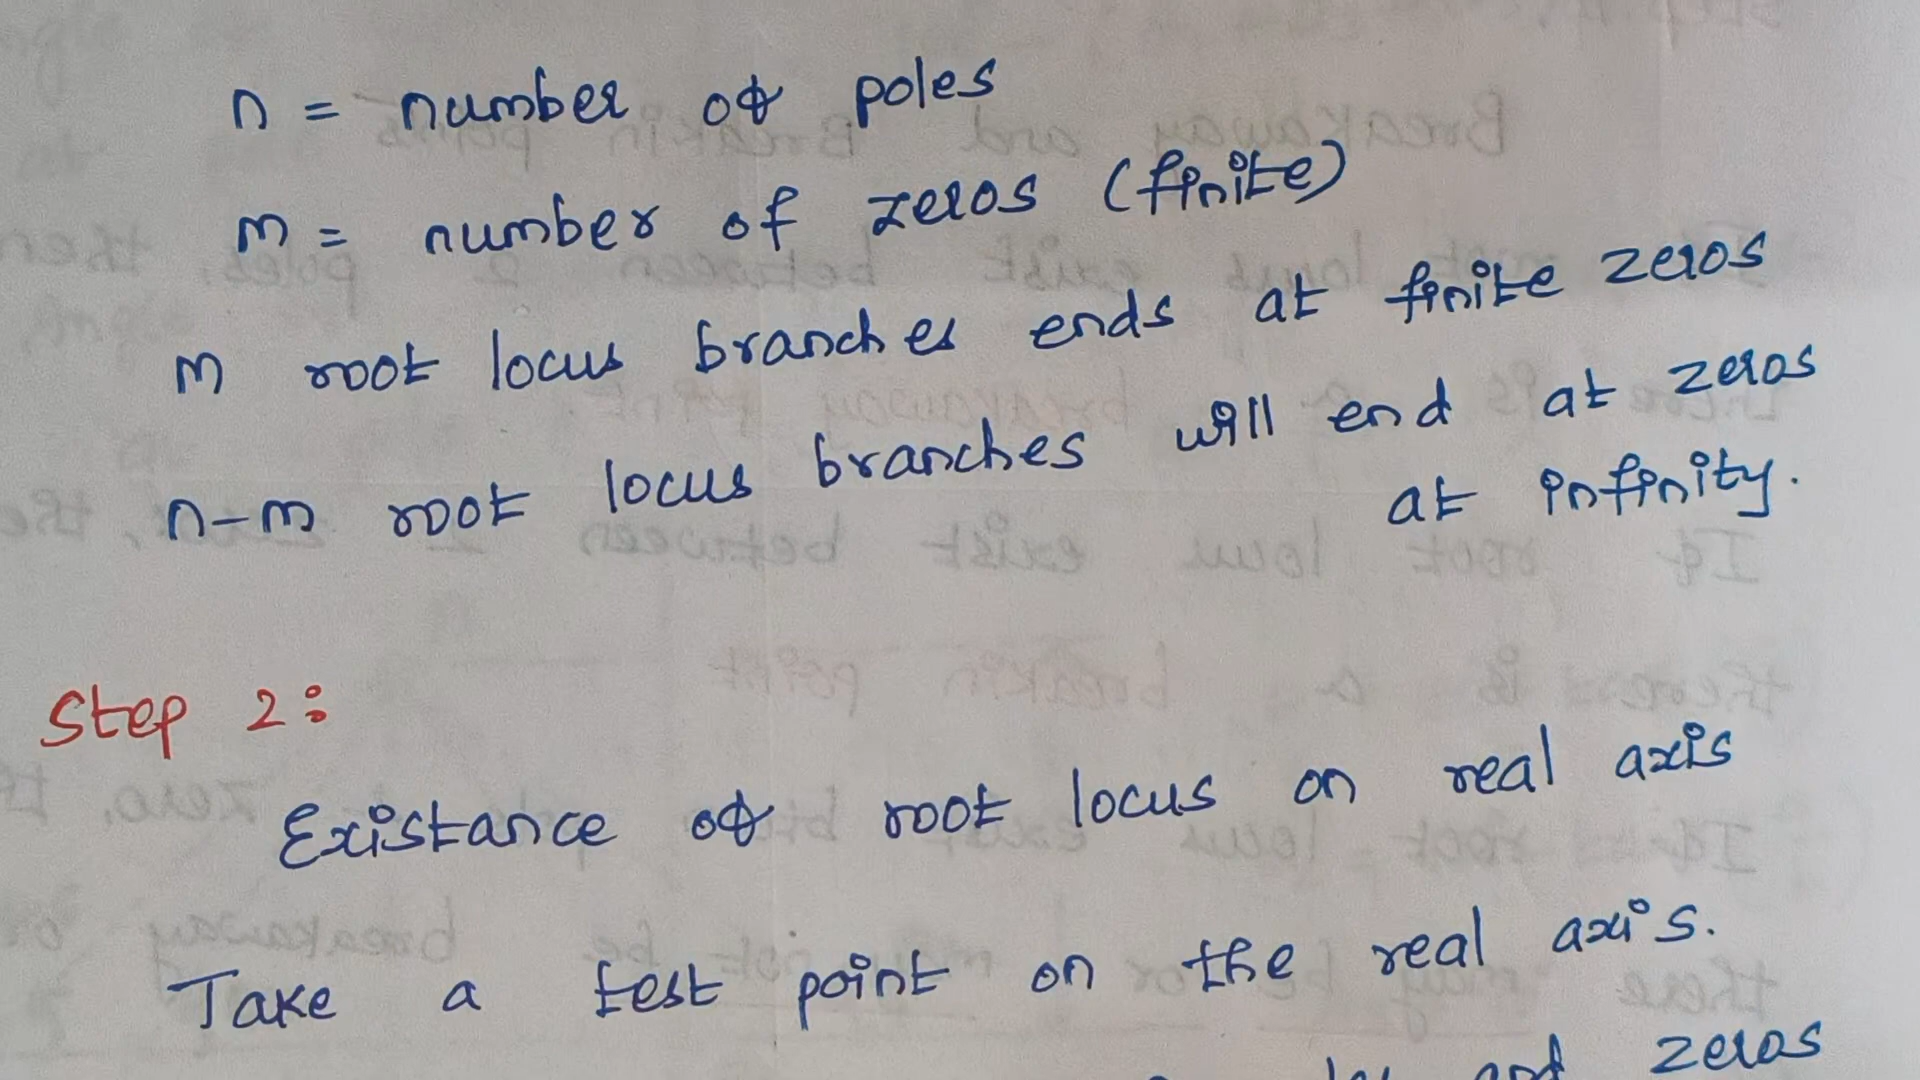 n = number of poles
m = number of zeros (finite)
m root locus branches ends at finite zeros
n-m root locus branches will end at zeros
at infinity.
Step 2:
Existance of root locus on real axis
Take a test point on the real axis.
and zeros